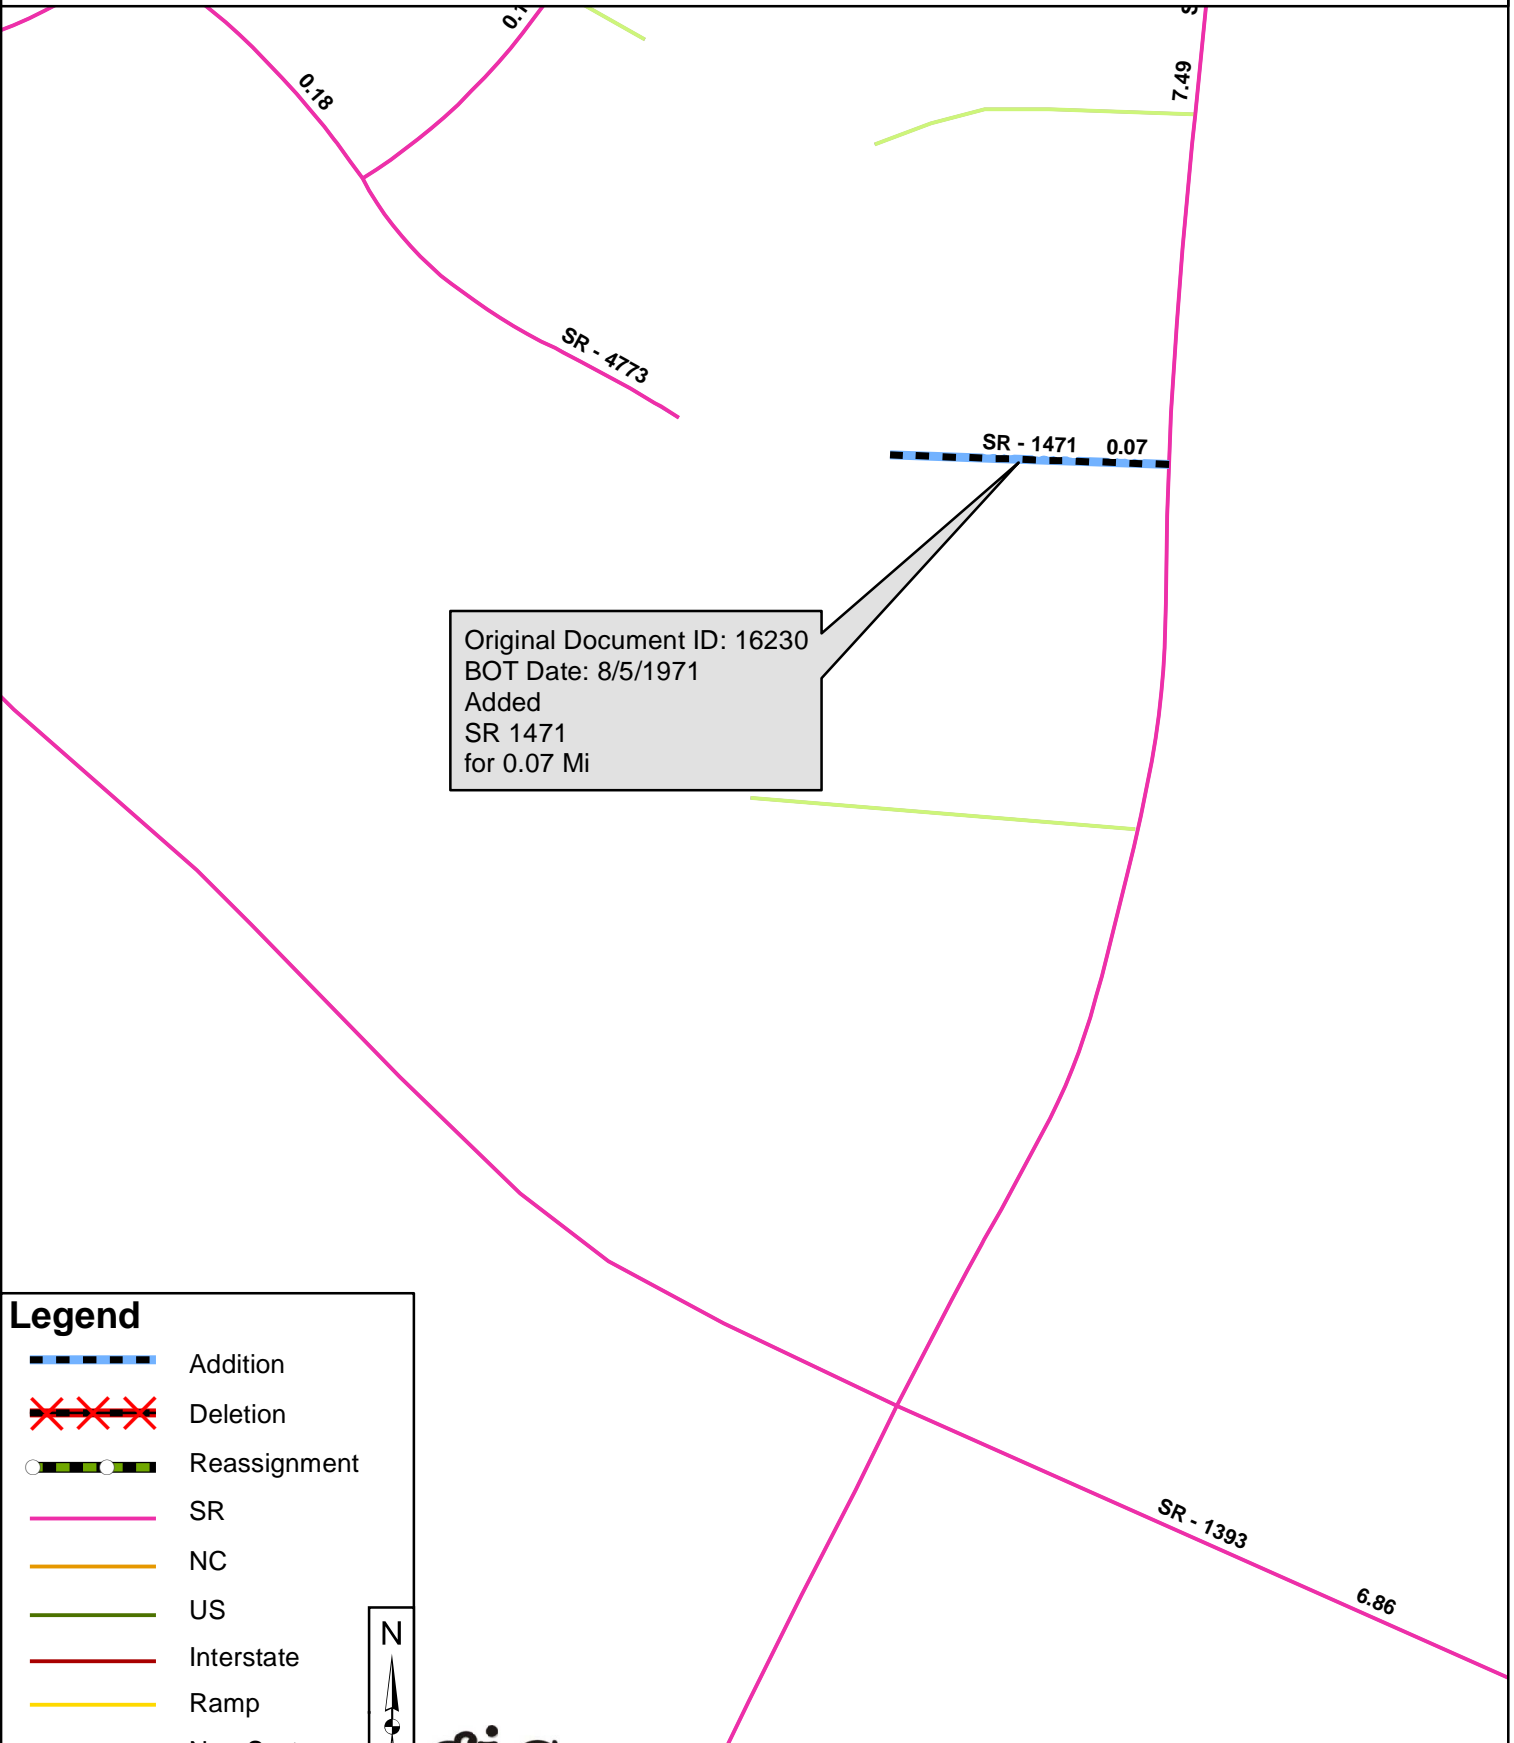 0.18
7.49
SR - 4773
SR - 1471 0.07
Original Document ID: 16230
BOT Date: 8/5/1971
Added
SR 1471
for 0.07 Mi
SR - 1393
6.86
Legend
Addition
Deletion
Reassignment
SR
NC
US
Interstate
Ramp
N